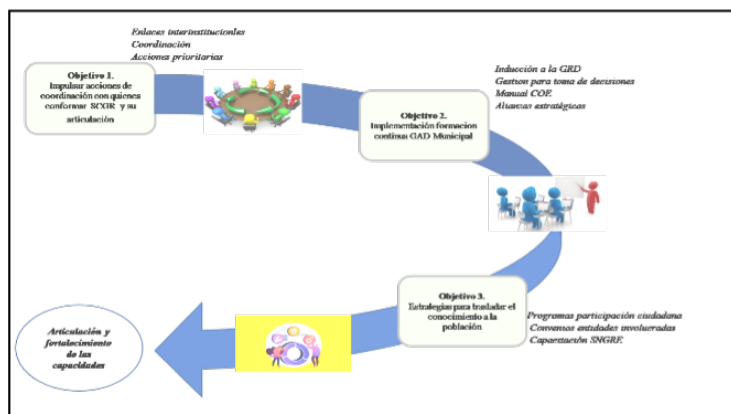 Enlaces interinstitucionles
Coordinación
Acciones prioritarias
Objetivo 1.
Impulsar acciones de
coordinación con quienes
conformar SCGR y su
articulación
Inducción a la GRD
Gestion para toma de decisiones
Manual COE
Alianzas estratégicas
Objetivo 2.
Implementación formacion
continua GAD Municipal
Objetivo 3.
Estrategias para trasladar el
conocimiento a la
población
Programas participación ciudadana
Convenios entidades involucradas
Capacitación SNGRE
Articulación y
fortalecimiento
de las
capacidades